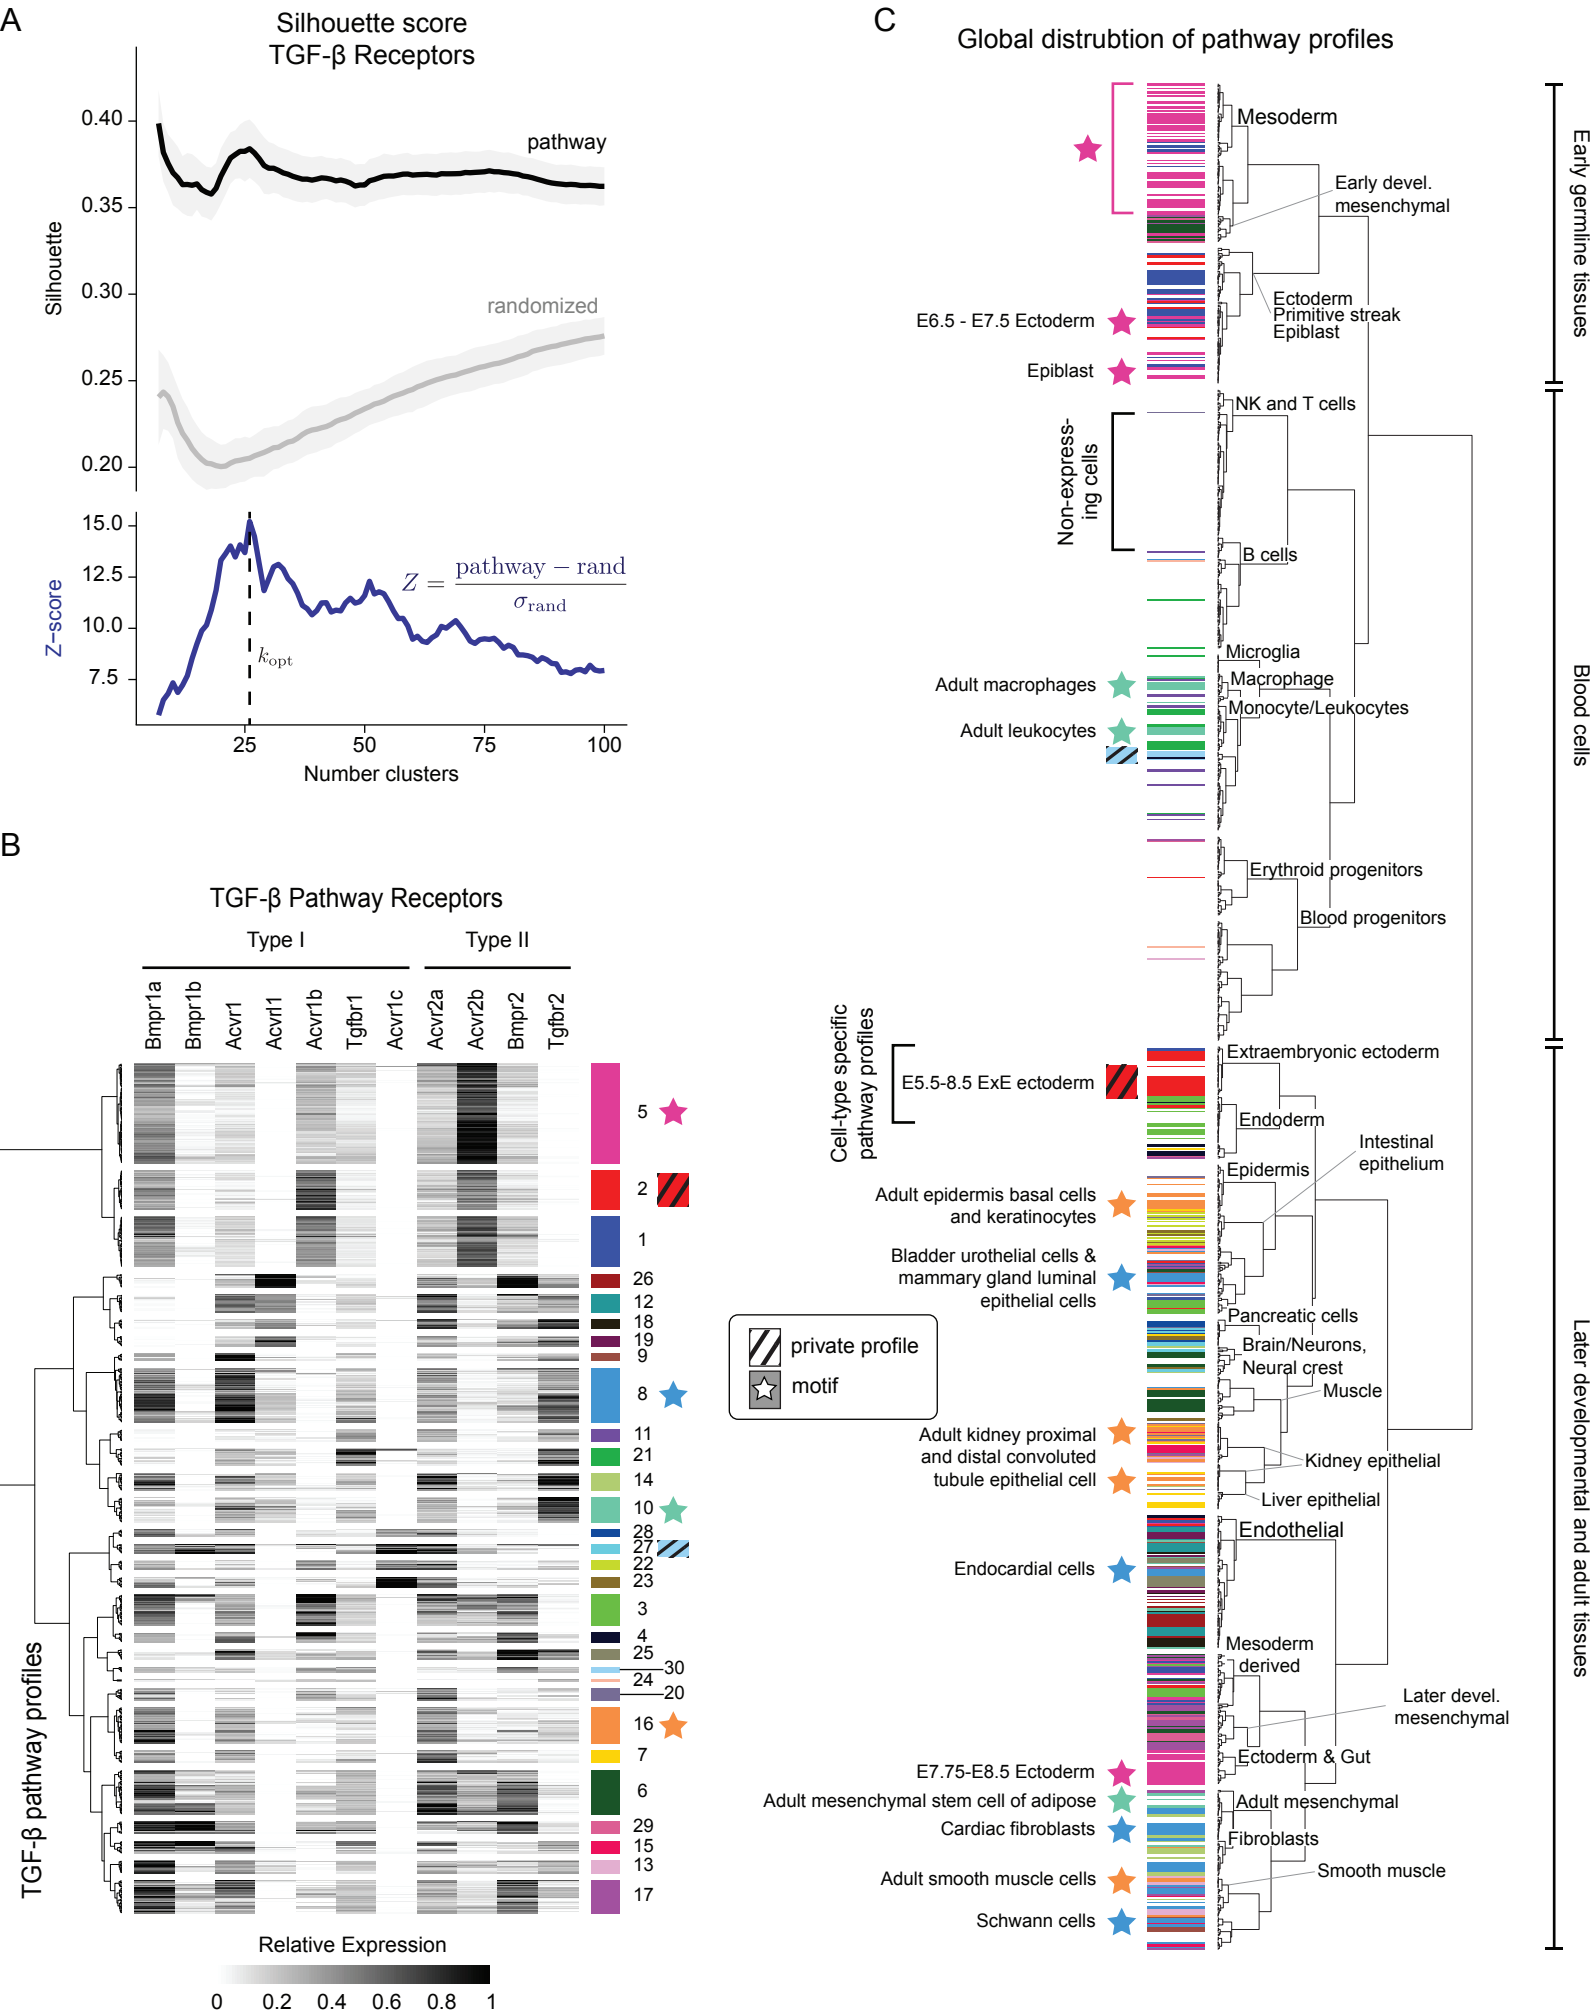 A
Silhouette score
TGF-β Receptors
0.40
0.35
0.30
0.25
0.20
Silhouette
pathway
randomized
15.0
12.5
10.0
7.5
Z−score
Z = pathway − rand
σrand
kopt
25
50
75
100
Number clusters
B
TGF-β Pathway Receptors
Type I
Type II
Bmpr1a
Bmpr1b
Acvr1
Acvrl1
Acvr1b
Tgfbr1
Acvr1c
Acvr2a
Acvr2b
Bmpr2
Tgfbr2
5
2
1
26
12
18
19
9
8
11
21
14
10
28
27
22
23
3
4
25
30
24
20
16
7
6
29
15
13
17
TGF-β pathway profiles
Relative Expression
0
0.2
0.4
0.6
0.8
1
private profile
motif
C
Global distrubtion of pathway profiles
E6.5 - E7.5 Ectoderm
Epiblast
Non-express-
ing cells
Adult macrophages
Adult leukocytes
Cell-type specific
pathway profiles
E5.5-8.5 ExE ectoderm
Adult epidermis basal cells
and keratinocytes
Bladder urothelial cells &
mammary gland luminal
epithelial cells
Adult kidney proximal
and distal convoluted
tubule epithelial cell
Endocardial cells
E7.75-E8.5 Ectoderm
Adult mesenchymal stem cell of adipose
Cardiac fibroblasts
Adult smooth muscle cells
Schwann cells
Mesoderm
Early devel.
mesenchymal
Ectoderm
Primitive streak
Epiblast
NK and T cells
B cells
Microglia
Macrophage
Monocyte/Leukocytes
Erythroid progenitors
Blood progenitors
Extraembryonic ectoderm
Endoderm
Intestinal
epithelium
Epidermis
Pancreatic cells
Brain/Neurons,
Neural crest
Muscle
Kidney epithelial
Liver epithelial
Endothelial
Mesoderm
derived
Later devel.
mesenchymal
Ectoderm & Gut
Adult mesenchymal
Fibroblasts
Smooth muscle
Early germline tissues
Blood cells
Later developmental and adult tissues